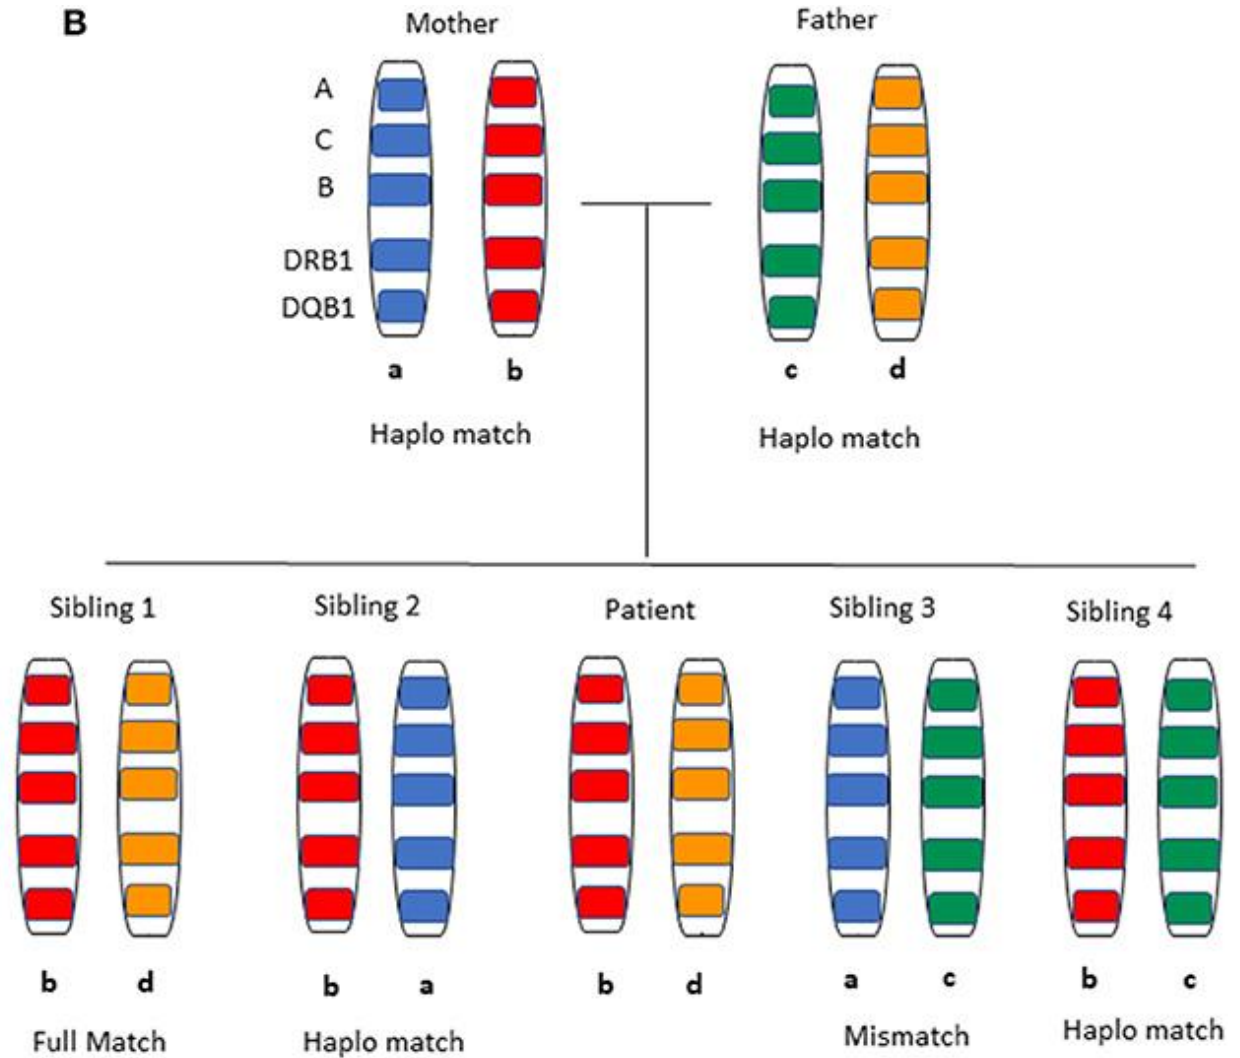 B
Mother
Father
A
C
B
DRB1
DQB1
a b c d
Haplo match
Haplo match
Sibling 1 Sibling 2 Patient Sibling 3 Sibling 4
b d b a b d a c b c
Full Match Haplo match Mismatch Haplo match